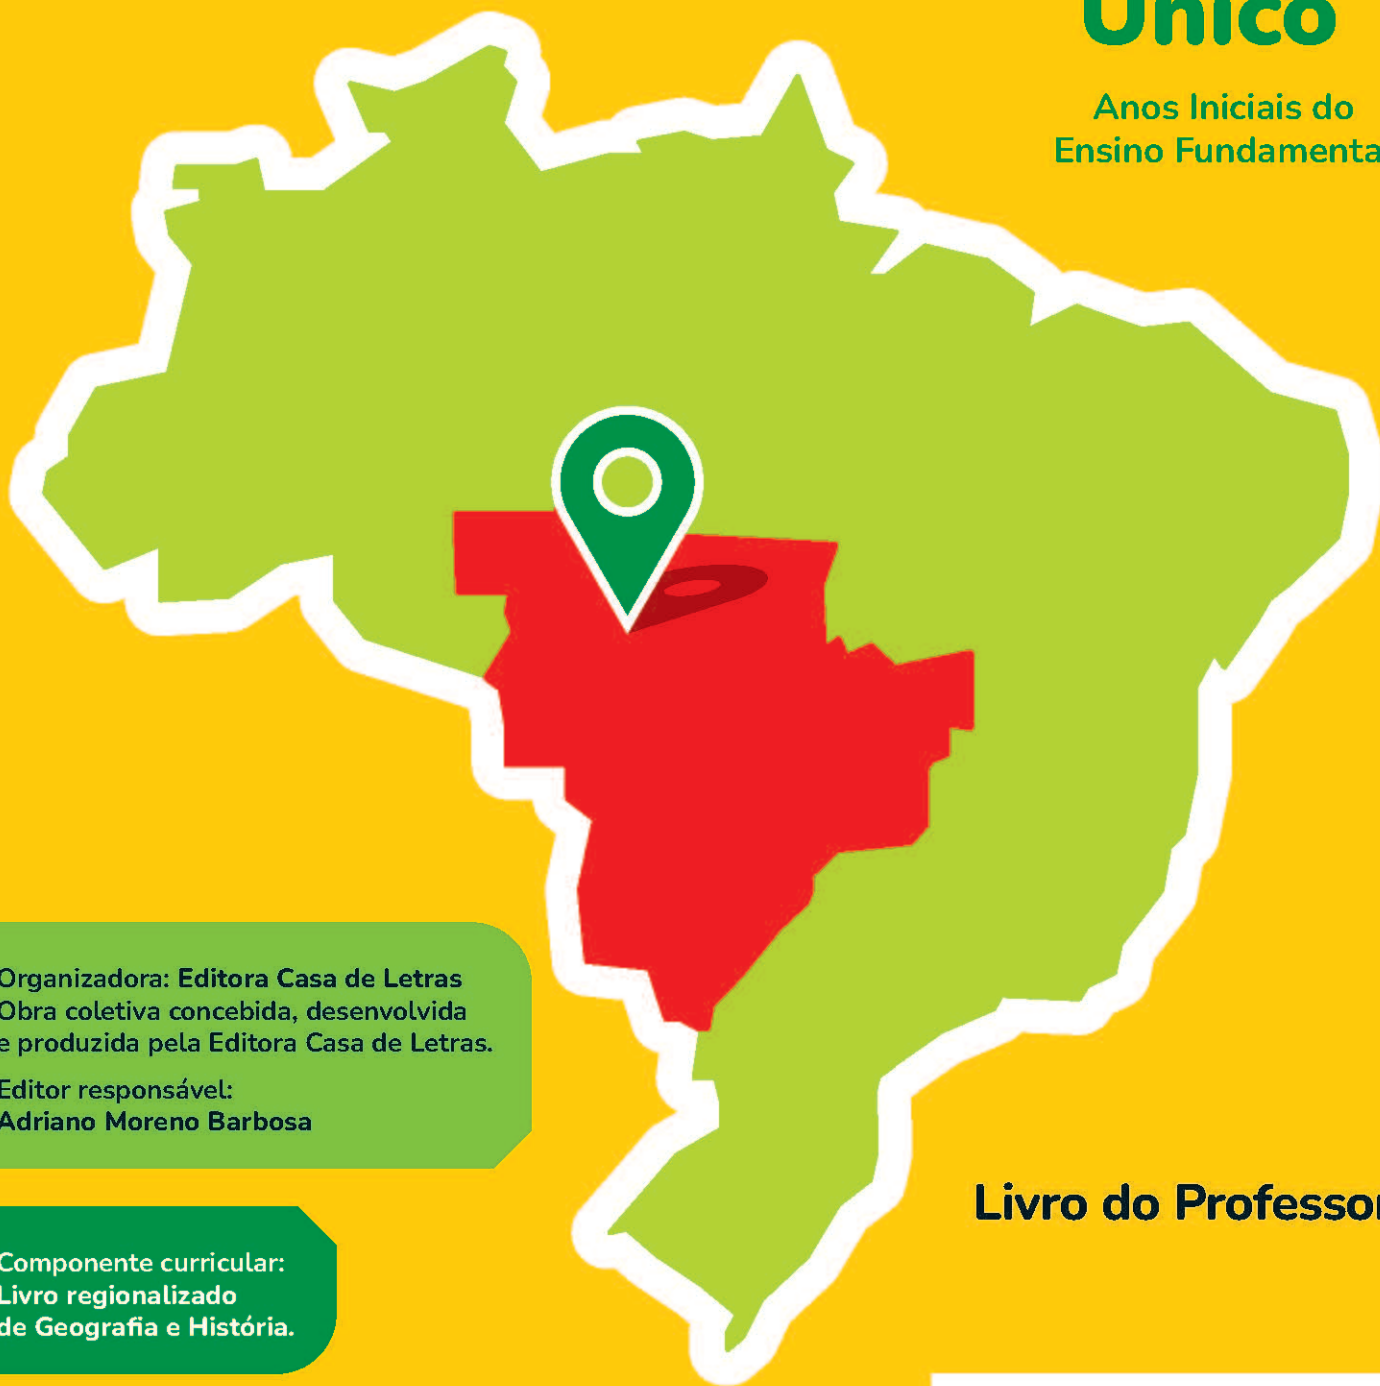 Único
Anos Iniciais do
Ensino Fundamenta
Organizadora: Editora Casa de Letras
Obra coletiva concebida, desenvolvida
e produzida pela Editora Casa de Letras.
Editor responsável:
Adriano Moreno Barbosa
Livro do Professor
Componente curricular:
Livro regionalizado
de Geografia e História.